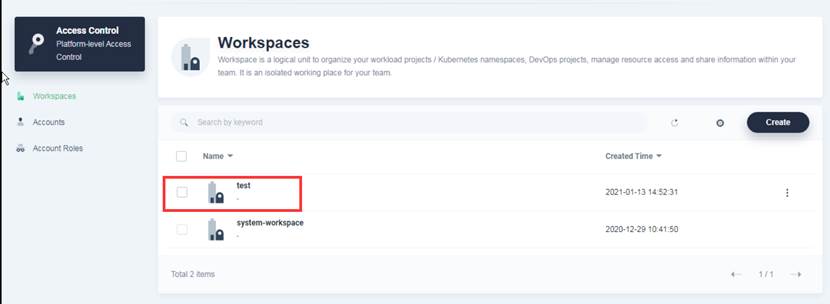 Access Control
Platform-level Access
Control
Workspaces
Accounts
Account Roles
Workspaces
Workspace is a logical unit to organize your workload projects / Kubernetes namespaces, DevOps projects, manage resource access and share information within your
team. It is an isolated working place for your team.
Search by keyword
Create
Name
Created Time
test
-
2021-01-13 14:52:31
system-workspace
-
2020-12-29 10:41:50
Total 2 items
1 / 1